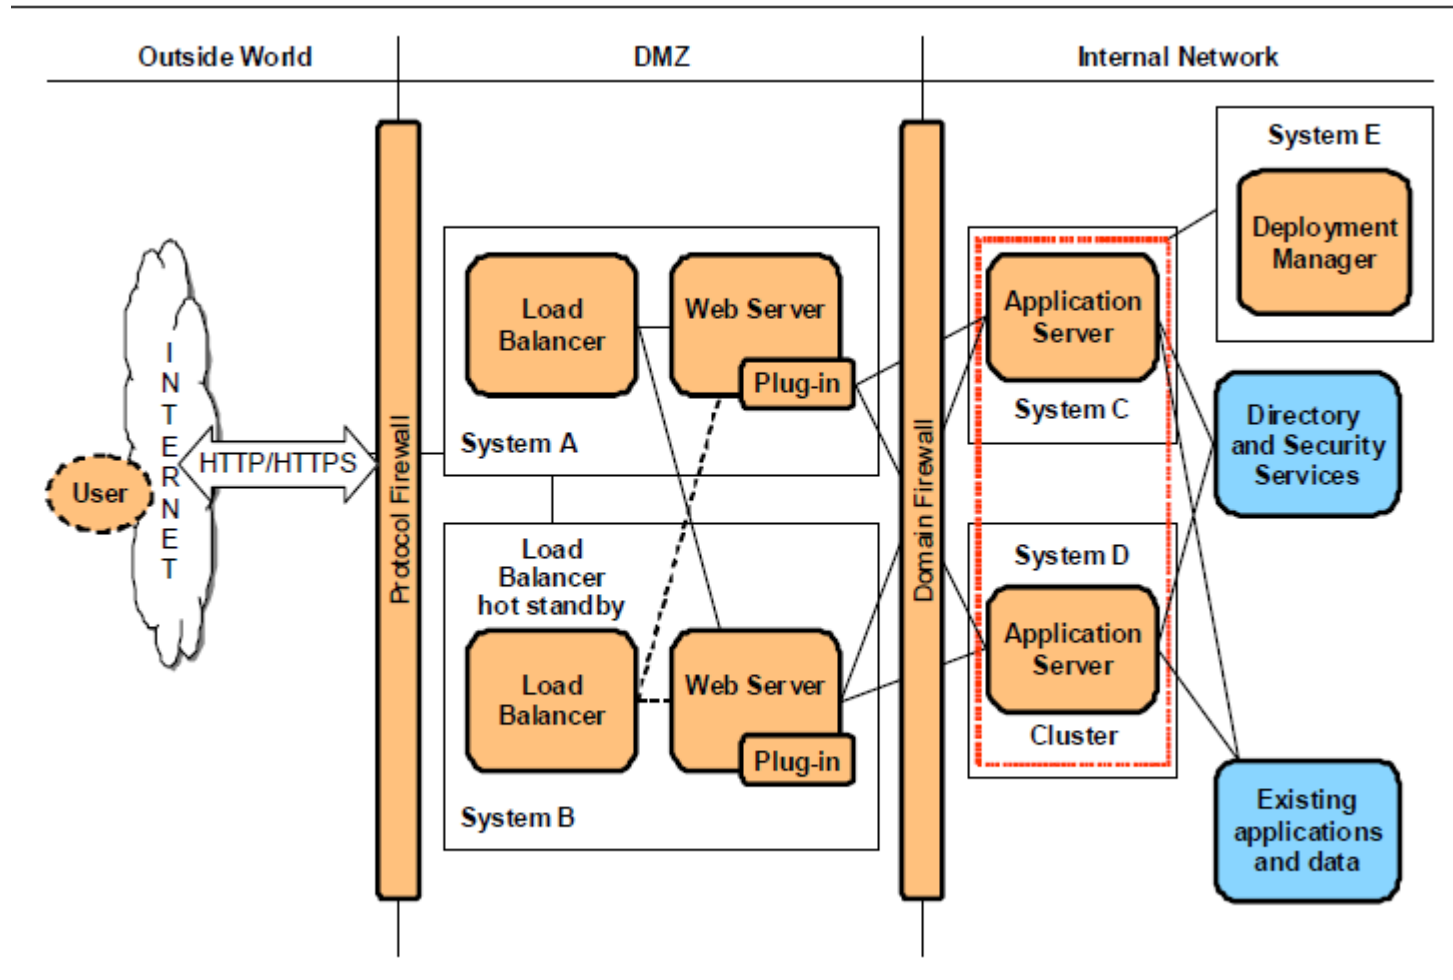 Outside World
DMZ
Internal Network
System E
Deployment
Manager
Load
Balancer
Web Server
Plug-in
System A
Application
Server
System C
INTERNET
HTTP/HTTPS
User
Protocol Firewall
Domain Firewall
Directory
and Security
Services
Load
Balancer
hot standby
Load
Balancer
Web Server
Plug-in
System B
System D
Application
Server
Cluster
Existing
applications
and data